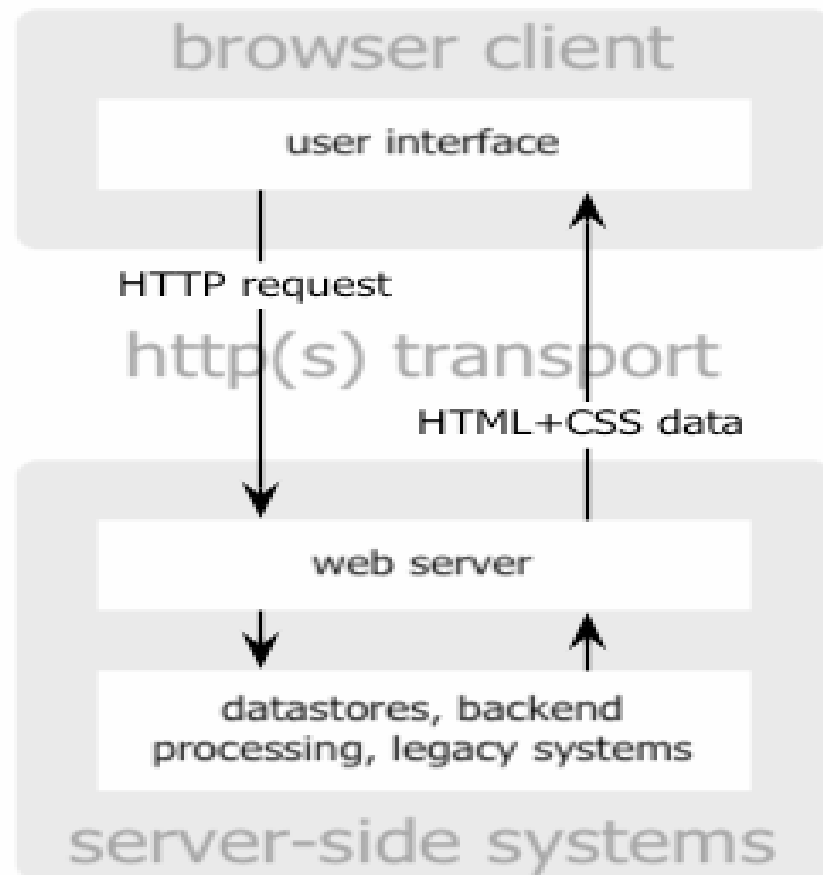 browser client
user interface
HTTP request
http(s) transport
HTML+CSS data
web server
datastores, backend
processing, legacy systems
server-side systems